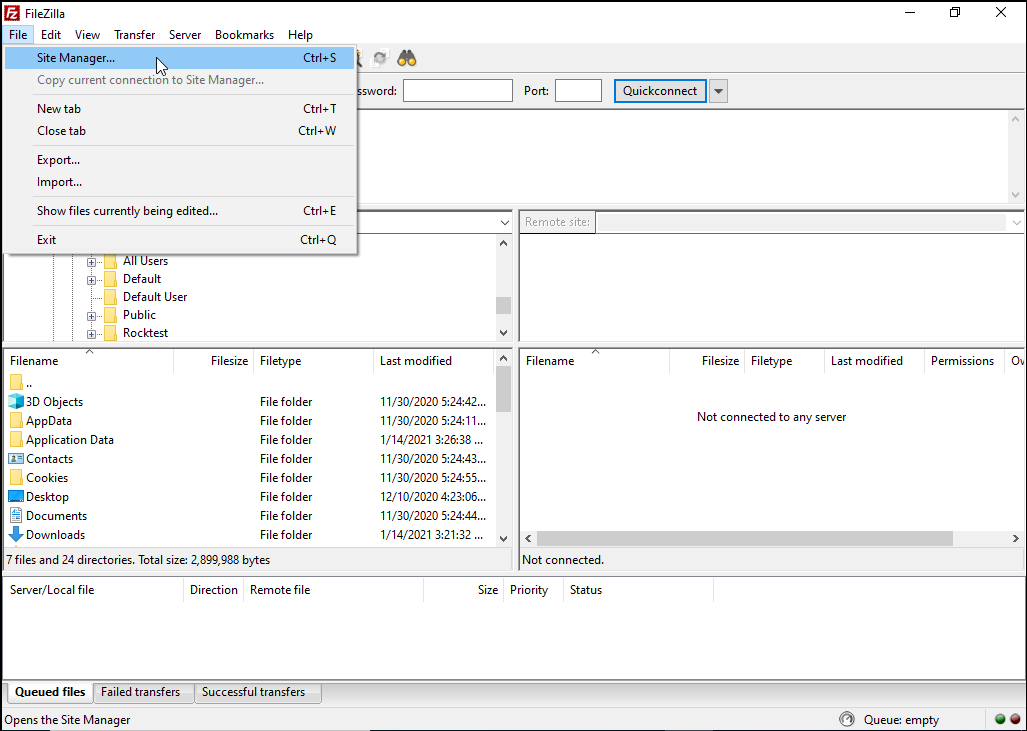 FileZilla
File Edit View Transfer Server Bookmarks Help
Site Manager... Ctrl+S
Copy current connection to Site Manager...
New tab Ctrl+T
Close tab Ctrl+W
Export...
Import...
Show files currently being edited... Ctrl+E
Exit Ctrl+Q
ssword: Port: Quickconnect
Remote site:
All Users
Default
Default User
Public
Rocktest
Filename Filesize Filetype Last modified
..
3D Objects File folder 11/30/2020 5:24:42...
AppData File folder 11/30/2020 5:24:11...
Application Data File folder 1/14/2021 3:26:38 ...
Contacts File folder 11/30/2020 5:24:43...
Cookies File folder 11/30/2020 5:24:55...
Desktop File folder 12/10/2020 4:23:06...
Documents File folder 11/30/2020 5:24:44...
Downloads File folder 1/14/2021 3:21:32 ...
7 files and 24 directories. Total size: 2,899,988 bytes
Filename Filesize Filetype Last modified Permissions Ow
Not connected to any server
Not connected.
Server/Local file Direction Remote file Size Priority Status
Queued files Failed transfers Successful transfers
Opens the Site Manager Queue: empty